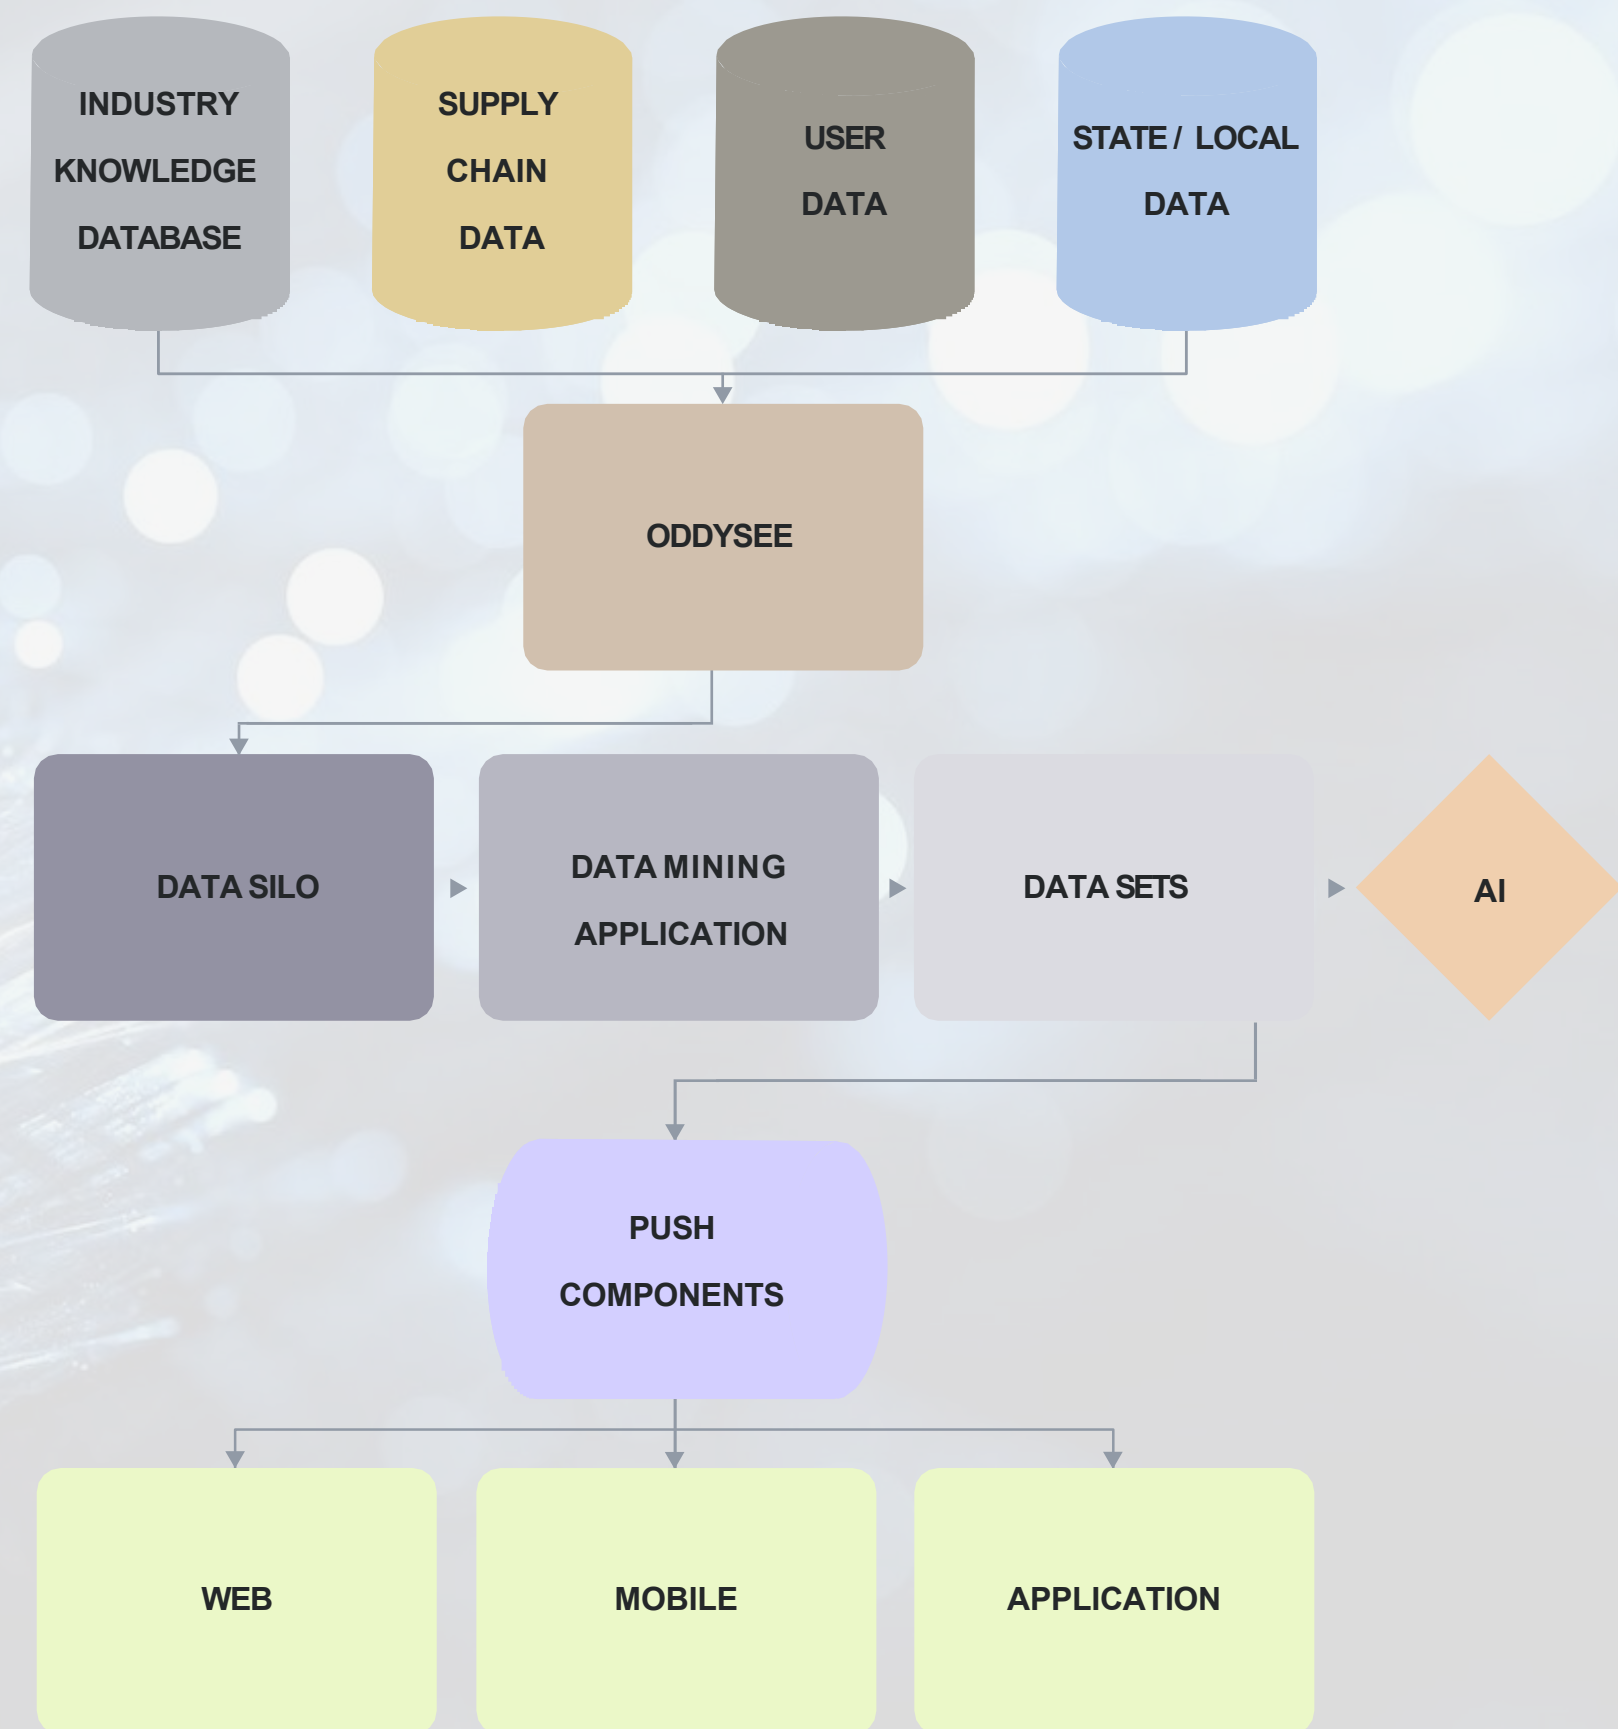 INDUSTRY
KNOWLEDGE
DATABASE
SUPPLY
CHAIN
DATA
USER
DATA
STATE / LOCAL
DATA
ODDYSEE
DATA SILO
DATA MINING
APPLICATION
DATA SETS
AI
PUSH
COMPONENTS
WEB
MOBILE
APPLICATION